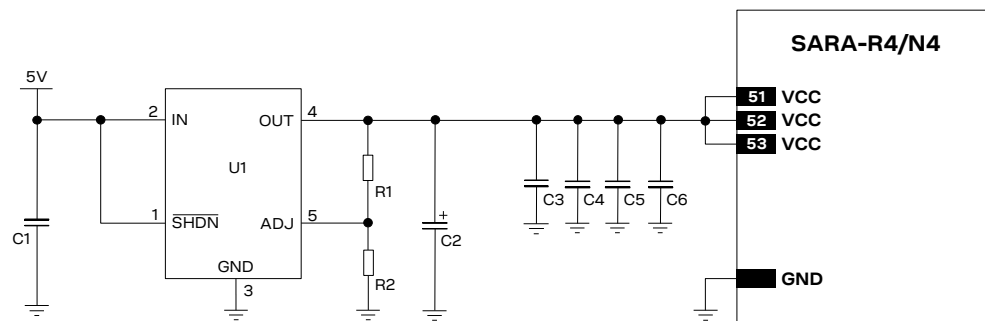 SARA-R4/N4
5V
51 VCC
52 VCC
53 VCC
2 IN
OUT 4
U1
R1
C3 C4 C5 C6
1 SHDN
ADJ 5
C1
+
C2
GND
3
R2
GND